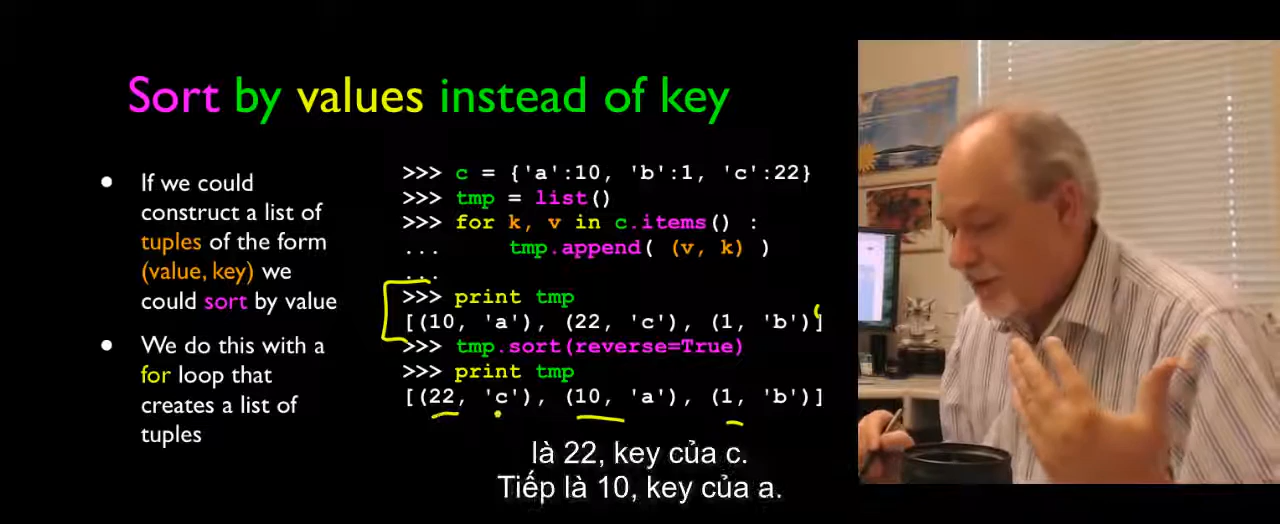 Sort by values instead of key
• If we could
construct a list of
tuples of the form
(value, key) we
could sort by value
• We do this with a
for loop that
creates a list of
tuples
>>> c = {'a':10, 'b':1, 'c':22}
>>> tmp = list()
>>> for k, v in c.items() :
...     tmp.append( (v, k) )
...
>>> print tmp
[(10, 'a'), (22, 'c'), (1, 'b')]
>>> tmp.sort(reverse=True)
>>> print tmp
[(22, 'c'), (10, 'a'), (1, 'b')]
là 22, key của c.
Tiếp là 10, key của a.